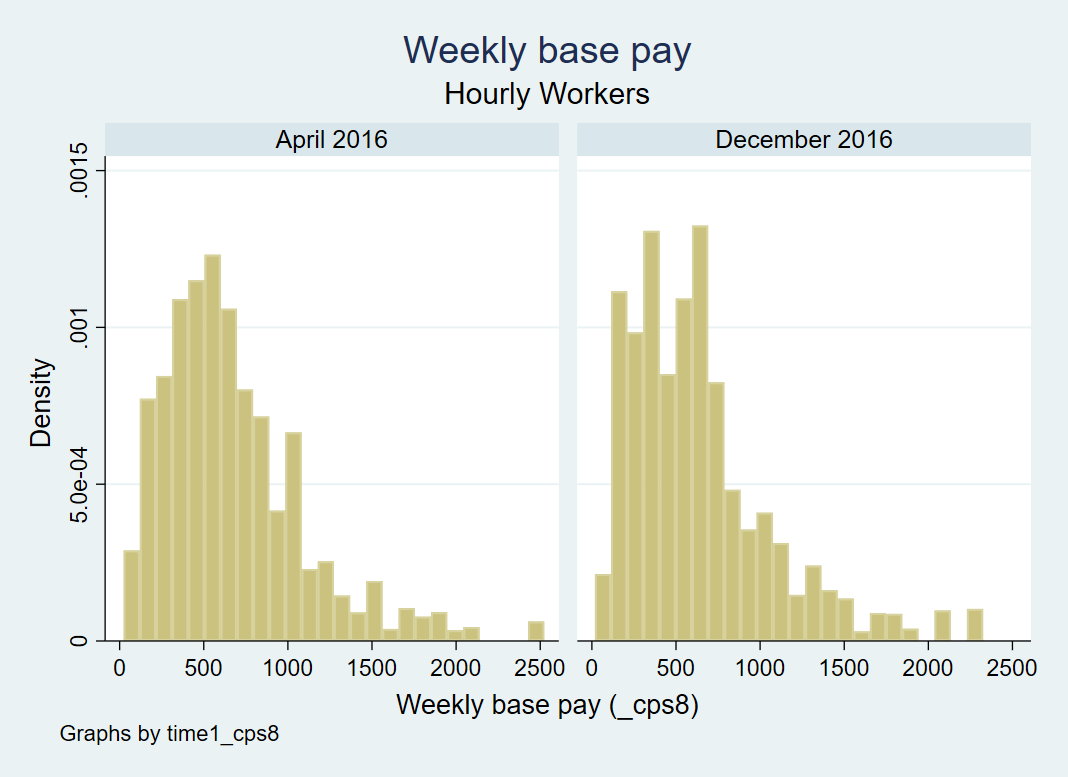 Weekly base pay
Hourly Workers
April 2016
December 2016
.0015
.001
5.0e-04
0
Density
0 500 1000 1500 2000 2500
0 500 1000 1500 2000 2500
Weekly base pay (_cps8)
Graphs by time1_cps8